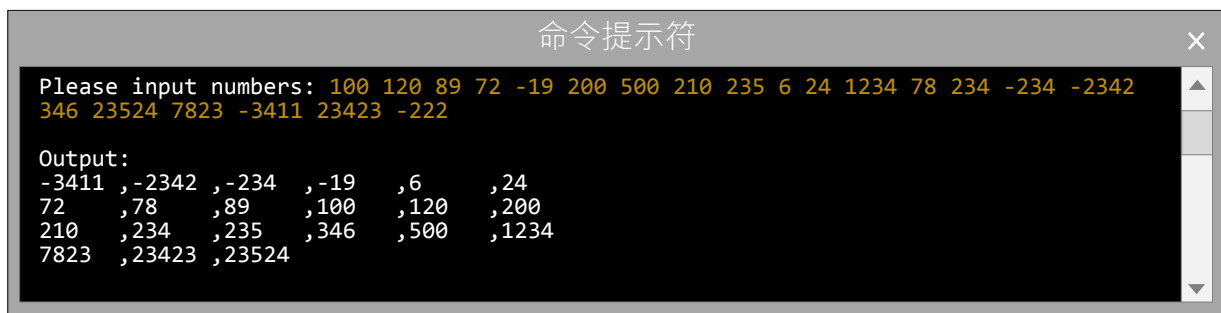 命令提示符
×
Please input numbers: 100 120 89 72 -19 200 500 210 235 6 24 1234 78 234 -234 -2342
346 23524 7823 -3411 23423 -222
Output:
-3411 ,-2342 ,-234 ,-19 ,6 ,24
72 ,78 ,89 ,100 ,120 ,200
210 ,234 ,235 ,346 ,500 ,1234
7823 ,23423 ,23524